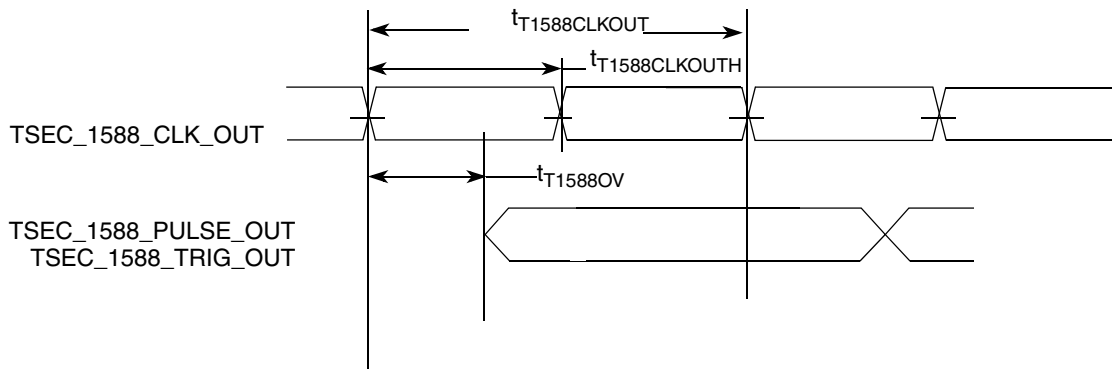 tT1588CLKOUT
tT1588CLKOUTH
TSEC_1588_CLK_OUT
tT1588OV
TSEC_1588_PULSE_OUT
TSEC_1588_TRIG_OUT